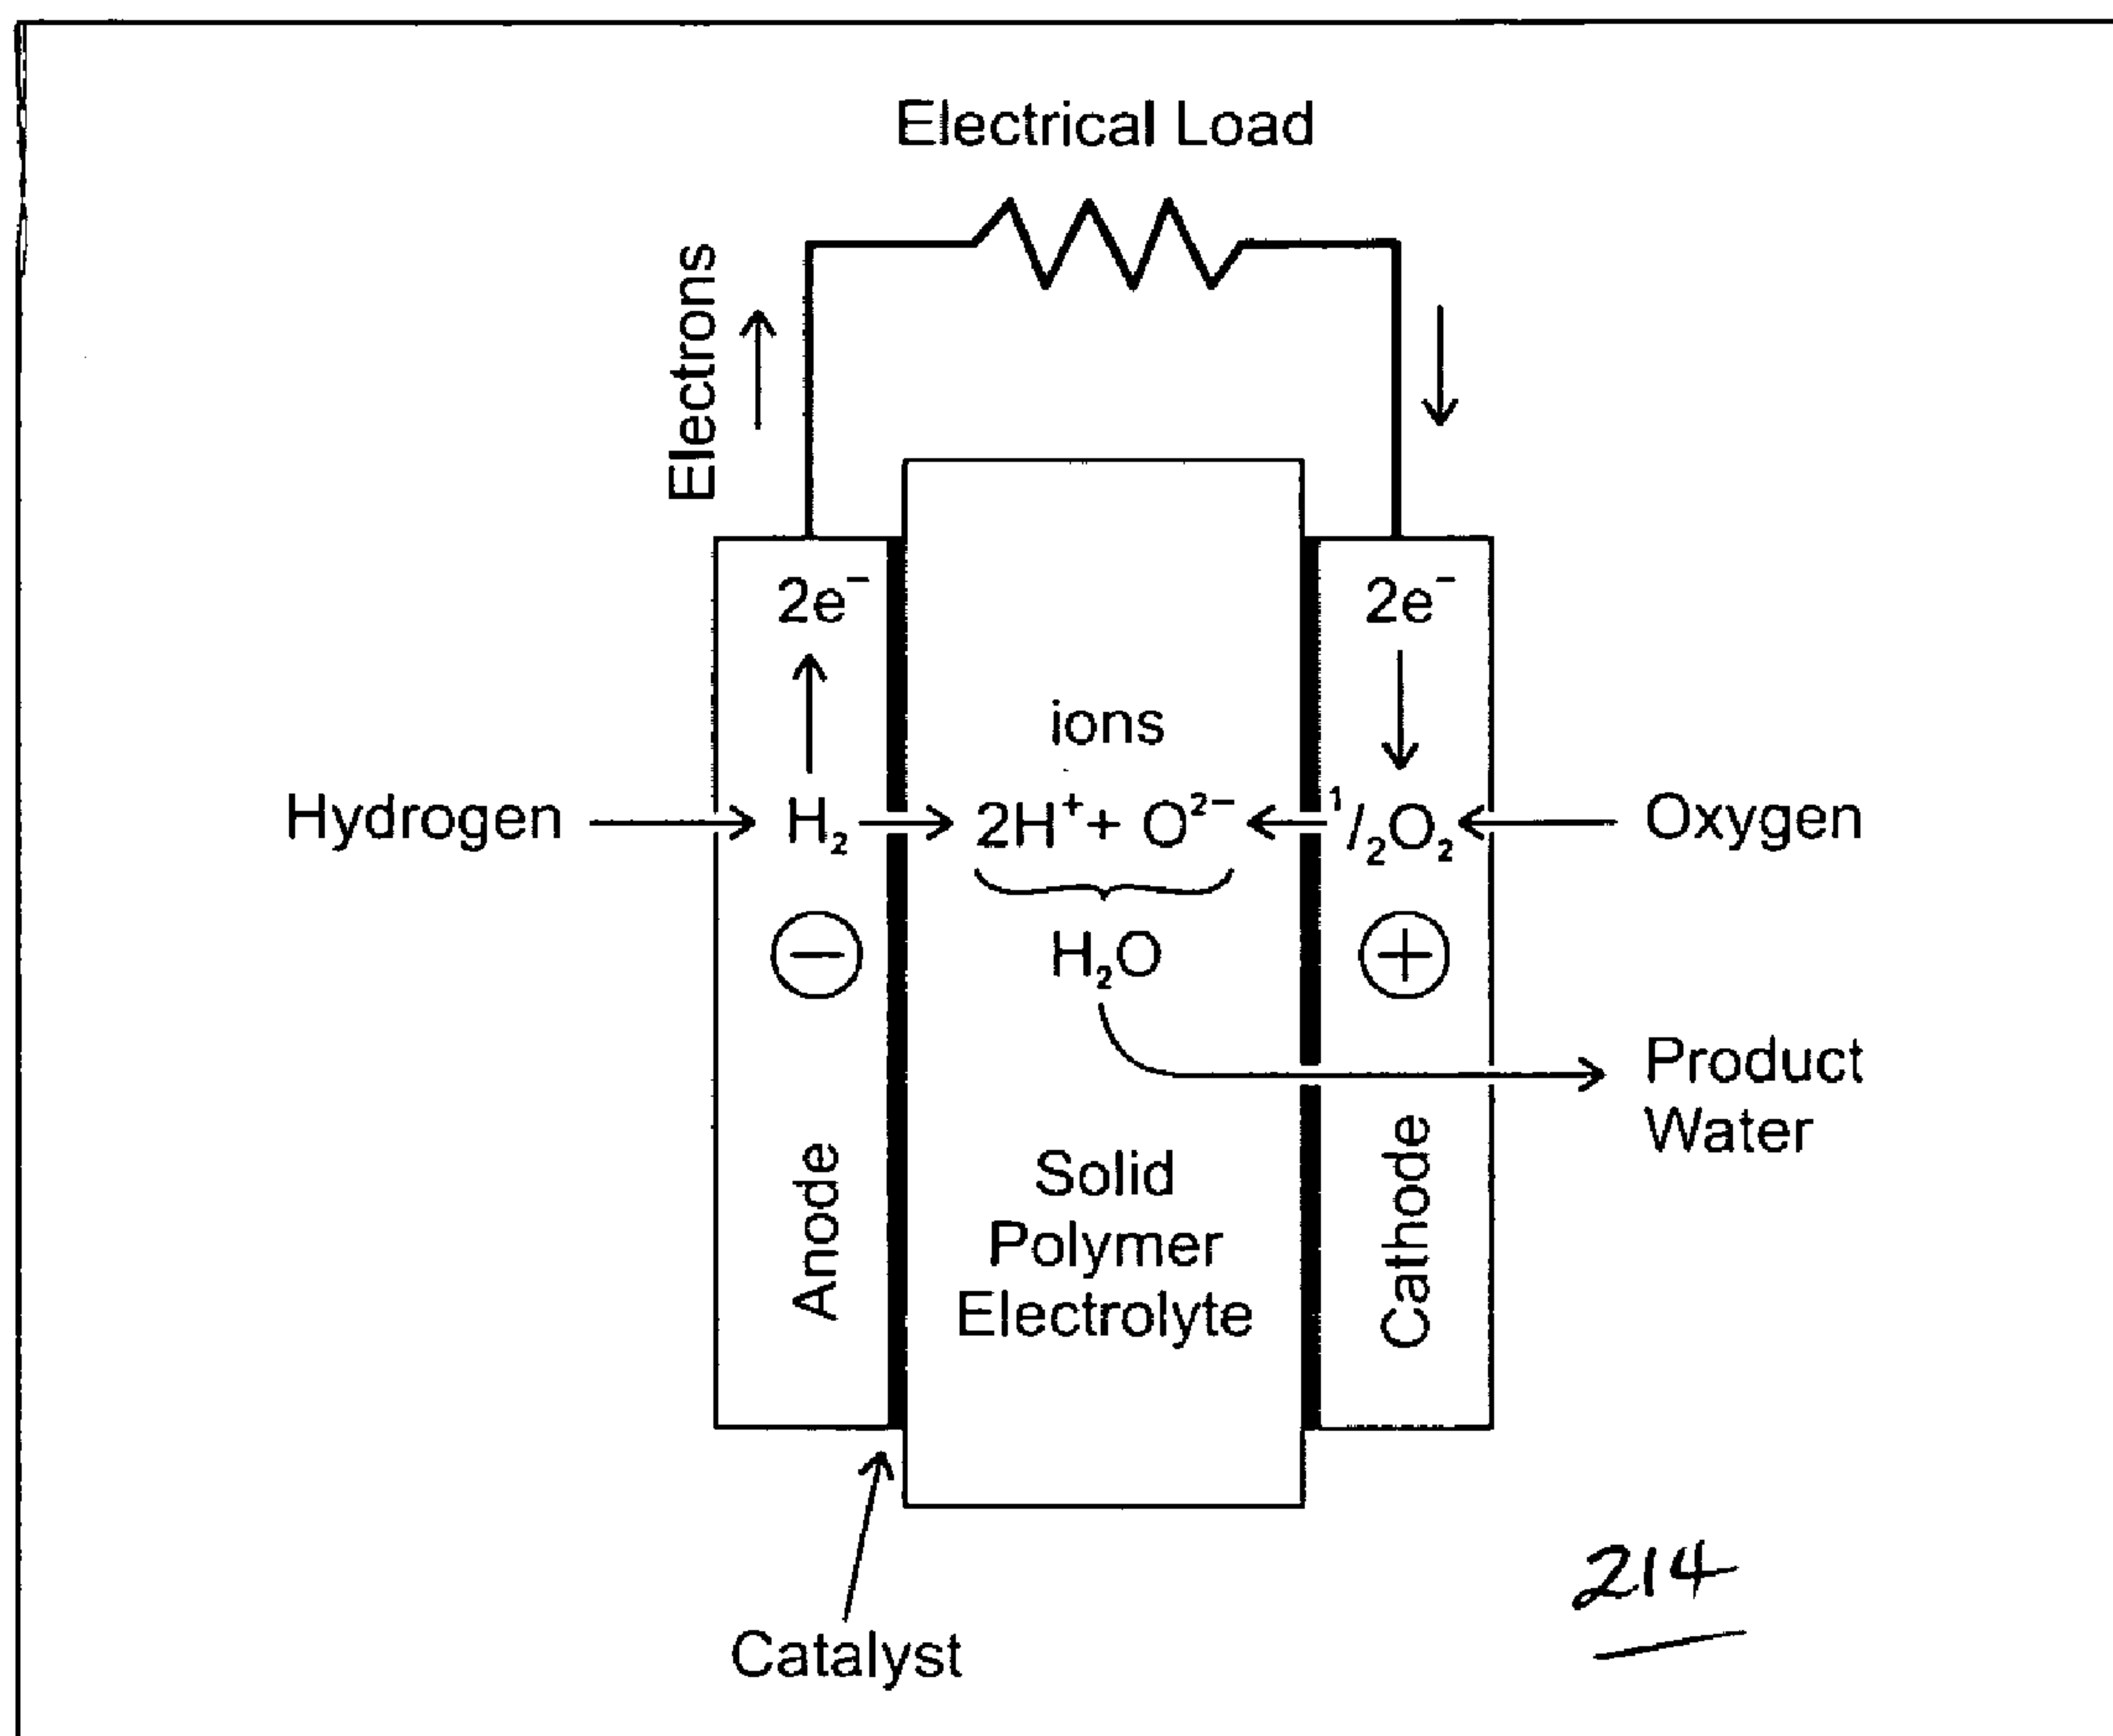 Electrical Load
Electrons
2e⁻
2e⁻
ions
Hydrogen
H₂
2H⁺+ O²⁻
¹/₂O₂
Oxygen
⊖
H₂O
⊕
Product
Water
Anode
Solid
Polymer
Electrolyte
Cathode
Catalyst
214